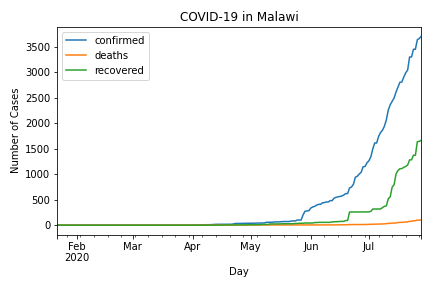 COVID-19 in Malawi
confirmed
deaths
recovered
Number of Cases
3500
3000
2500
2000
1500
1000
500
0
Feb Mar Apr May Jun Jul
2020
Day